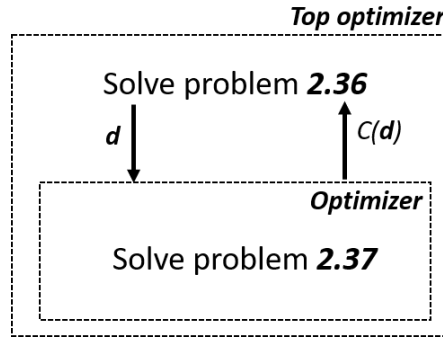 Top optimizer
Solve problem 2.36
d
C(d)
Optimizer
Solve problem 2.37